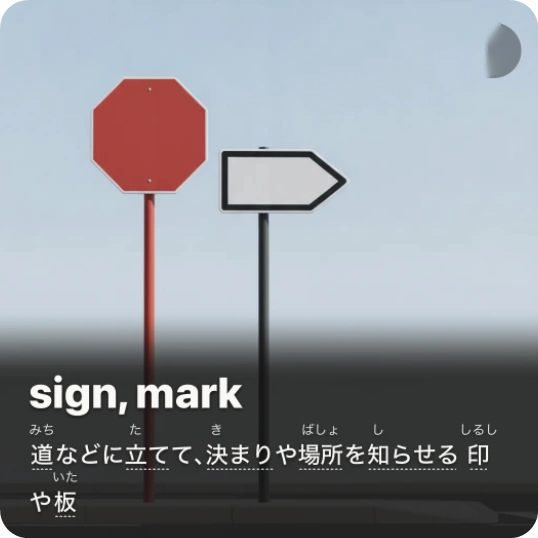 sign, mark
みち た き ばしょ し しるし
道などに立てて、決まりや場所を知らせる 印
いた
や板